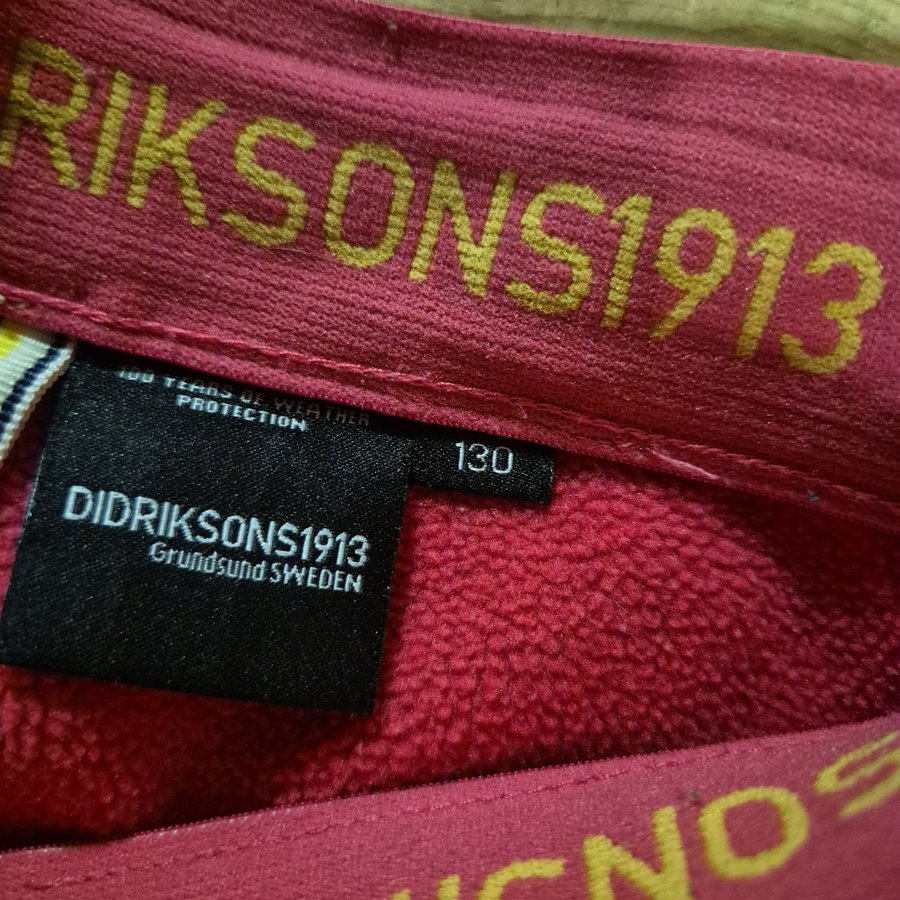 RIKSONS1913
100 YEARS OF WEATHER
PROTECTION
130
DIDRIKSONS1913
Grundsund SWEDEN